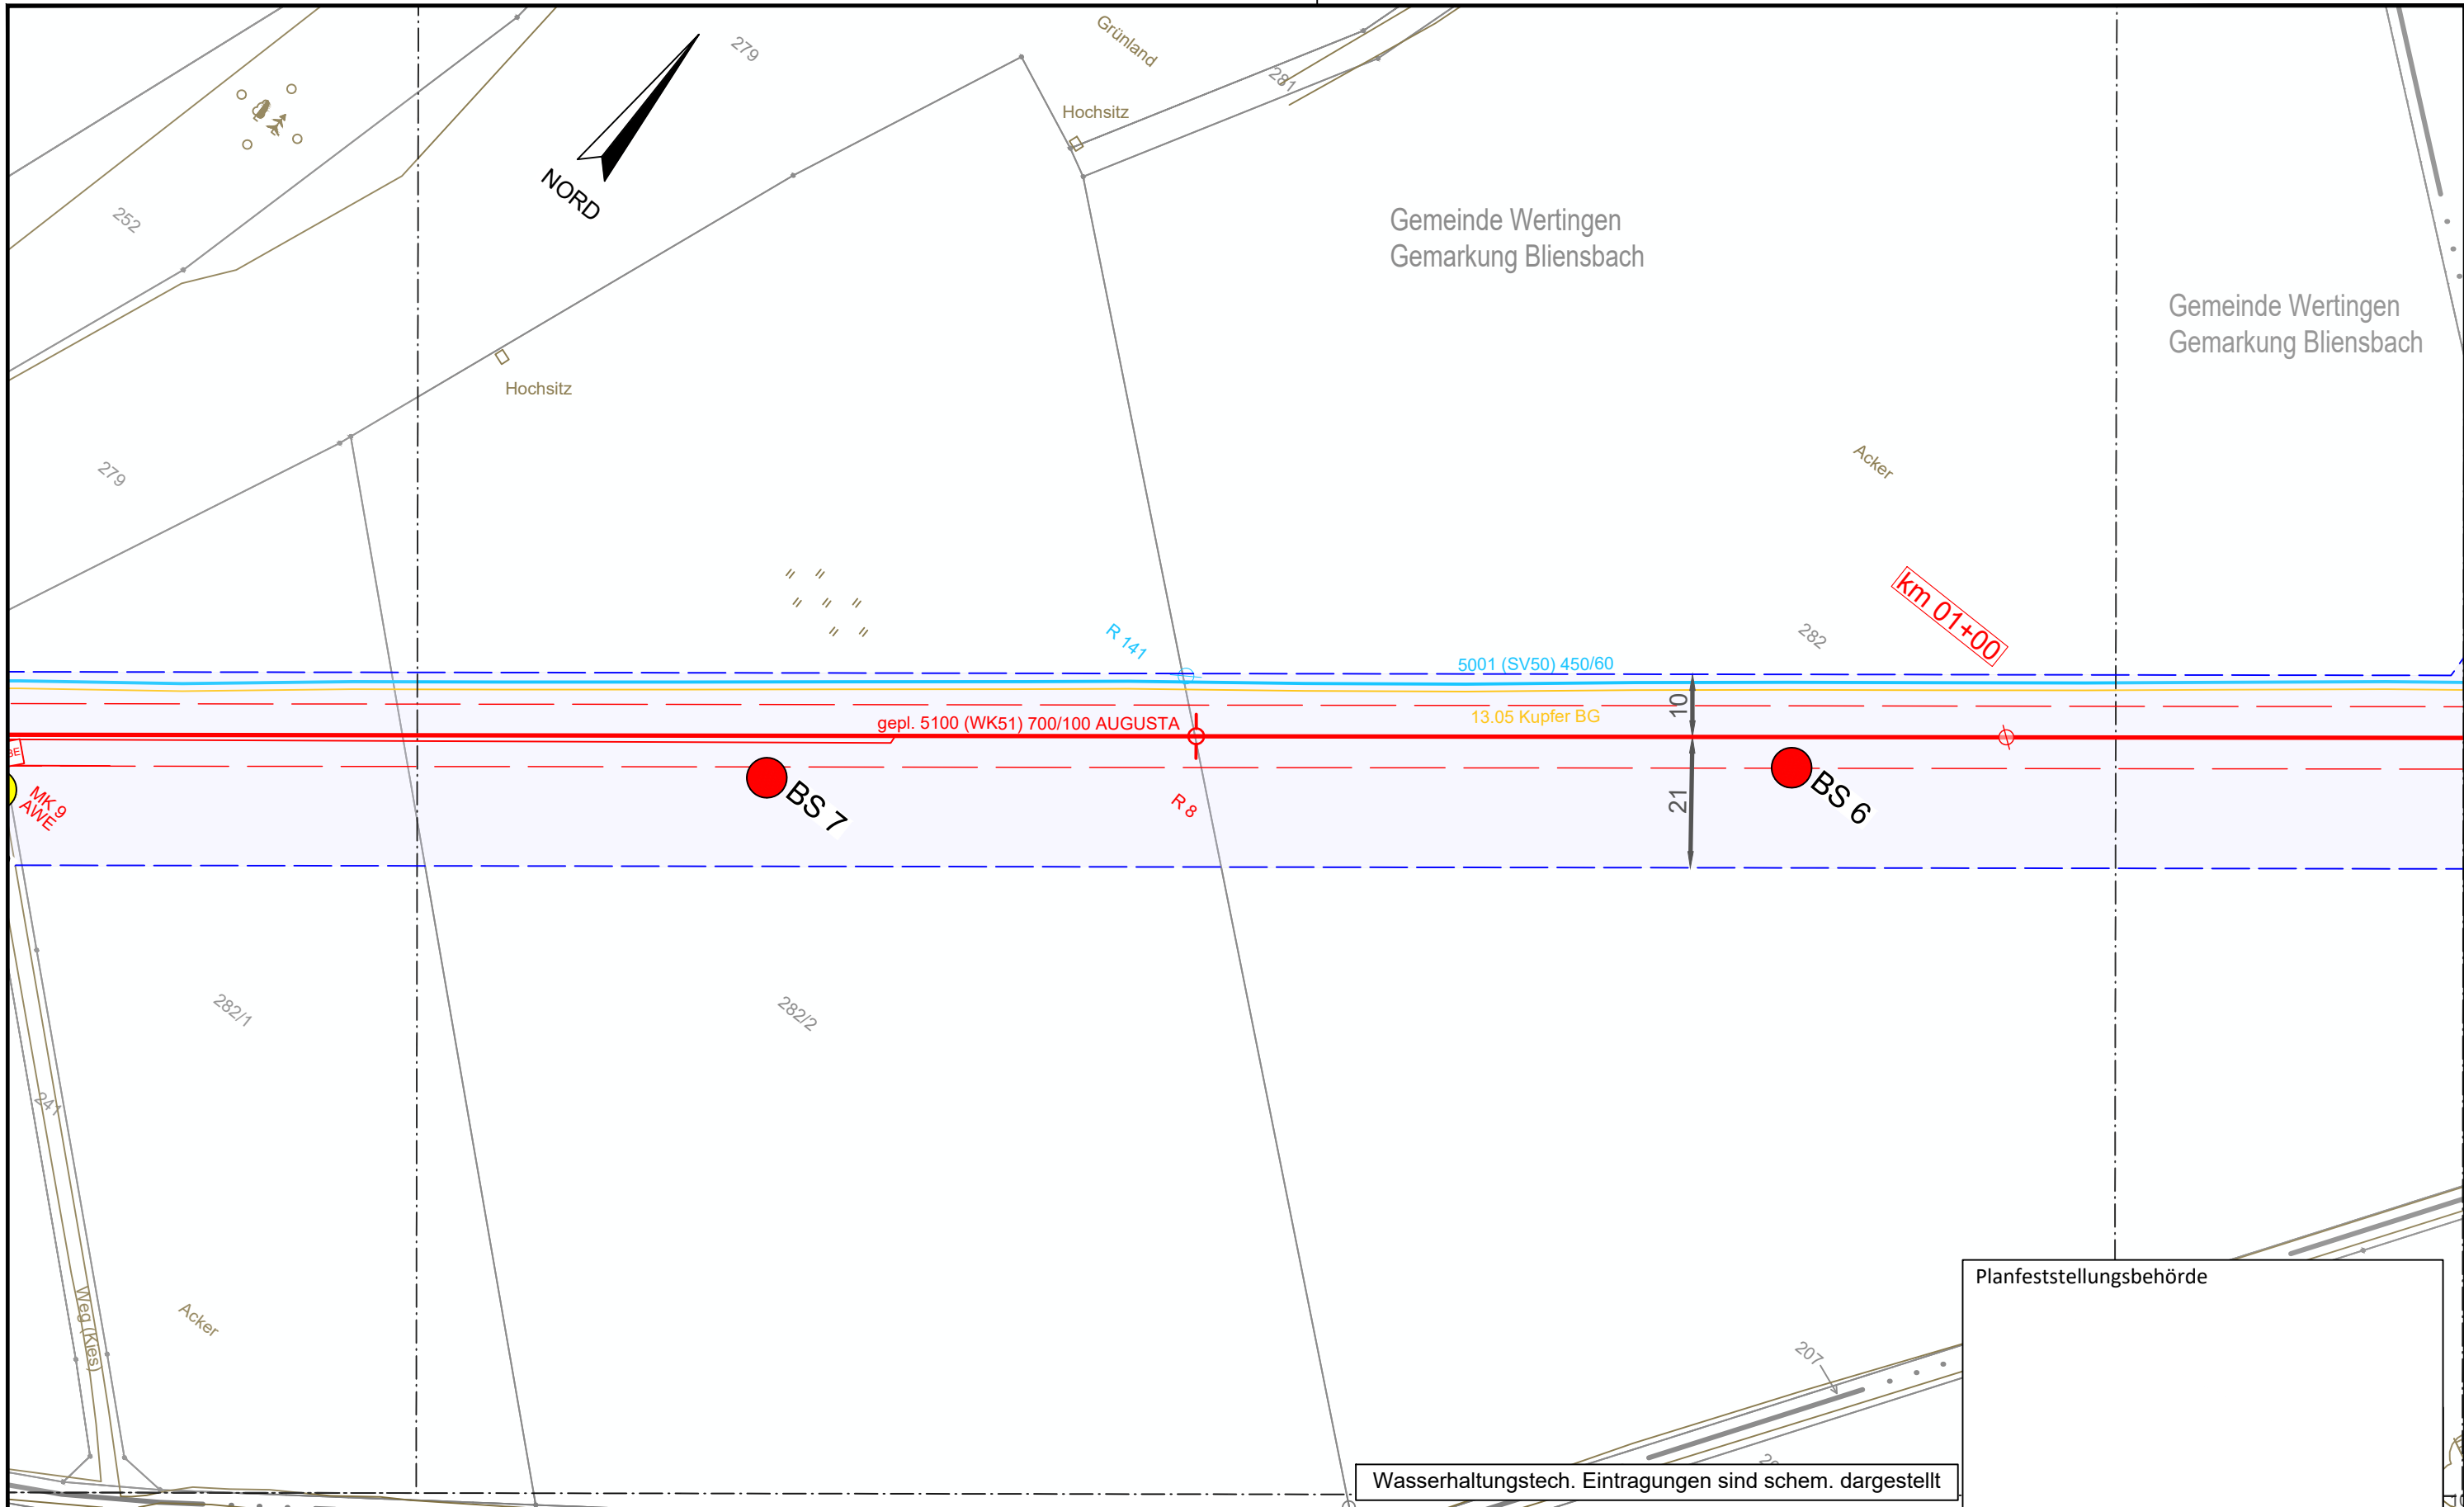 279
Grünland
281
Hochsitz
NORD
252
Gemeinde Wertingen
Gemarkung Bliensbach
Gemeinde Wertingen
Gemarkung Bliensbach
Hochsitz
279
Acker
km 01+00
282
R 141
5001 (SV50) 450/60
10
13.05 Kupfer BG
gepl. 5100 (WK51) 700/100 AUGUSTA
BE
MK 9
AWE
BS 7
R 8
21
BS 6
282/1
282/2
241
Weg (Kies)
Acker
Planfeststellungsbehörde
207
Wasserhaltungstech. Eintragungen sind schem. dargestellt